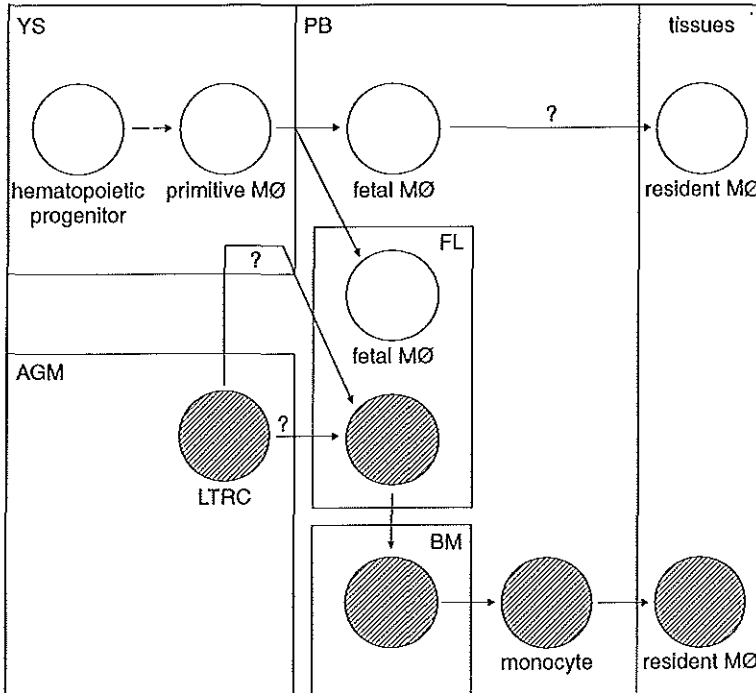 YS
PB
tissues
?
hematopoietic
progenitor
primitive MØ
fetal MØ
resident MØ
FL
?
fetal MØ
AGM
?
LTRC
BM
monocyte
resident MØ